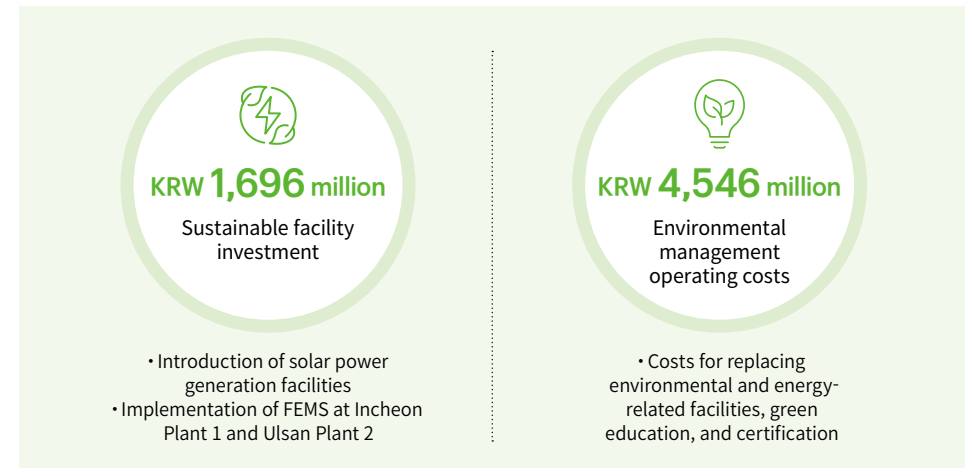 KRW 1,696 million
Sustainable facility
investment
• Introduction of solar power
generation facilities
• Implementation of FEMS at Incheon
Plant 1 and Ulsan Plant 2
KRW 4,546 million
Environmental
management
operating costs
• Costs for replacing
environmental and energy-
related facilities, green
education, and certification